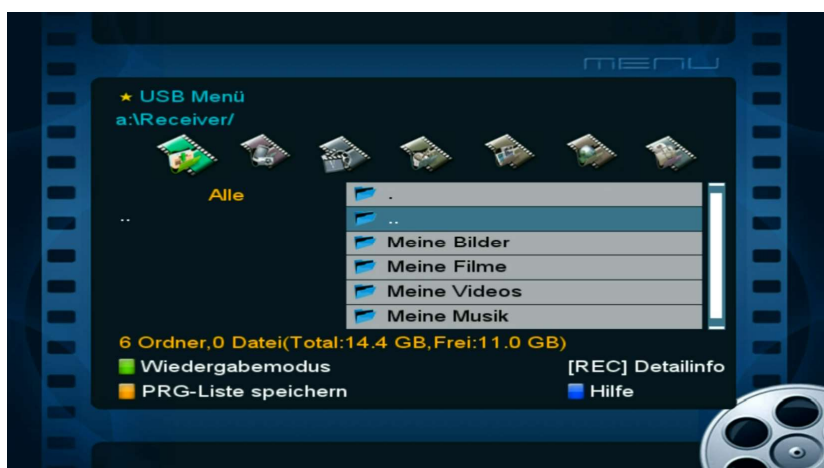 MENU
★ USB Menü
a:\Receiver/
Alle
..
.
..
Meine Bilder
Meine Filme
Meine Videos
Meine Musik
6 Ordner,0 Datei(Total:14.4 GB,Frei:11.0 GB)
Wiedergabemodus
[REC] Detailinfo
PRG-Liste speichern
Hilfe